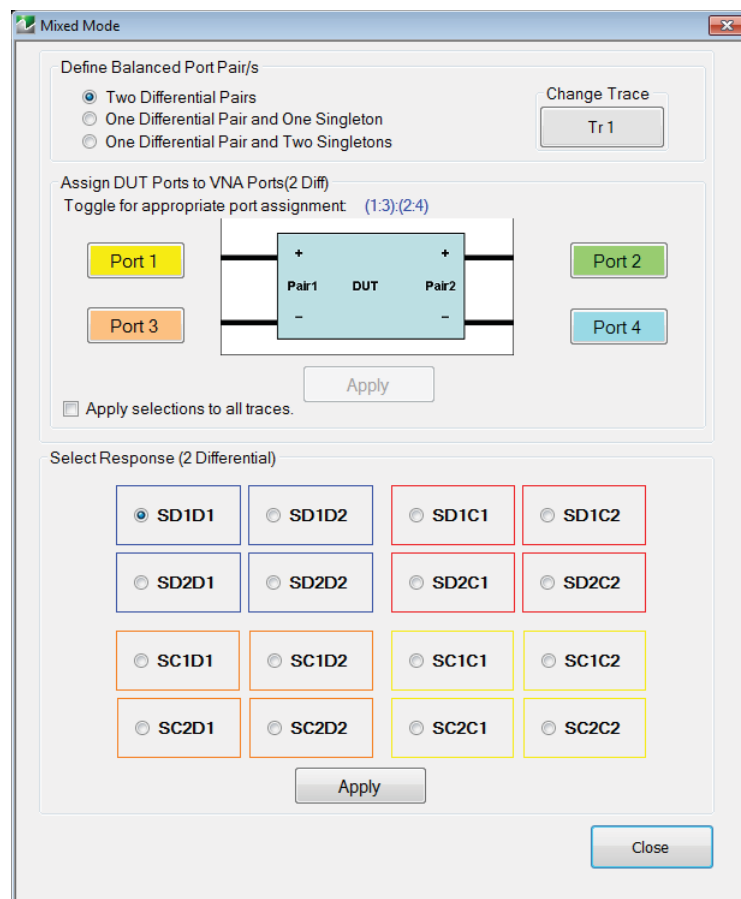 Mixed Mode
Define Balanced Port Pair/s
Two Differential Pairs
One Differential Pair and One Singleton
One Differential Pair and Two Singletons
Change Trace
Tr 1
Assign DUT Ports to VNA Ports(2 Diff)
Toggle for appropriate port assignment: (1:3):(2:4)
Port 1
+ +
Port 2
Pair1 DUT Pair2
Port 3
– –
Port 4
Apply
Apply selections to all traces.
Select Response (2 Differential)
SD1D1 SD1D2 SD1C1 SD1C2
SD2D1 SD2D2 SD2C1 SD2C2
SC1D1 SC1D2 SC1C1 SC1C2
SC2D1 SC2D2 SC2C1 SC2C2
Apply
Close